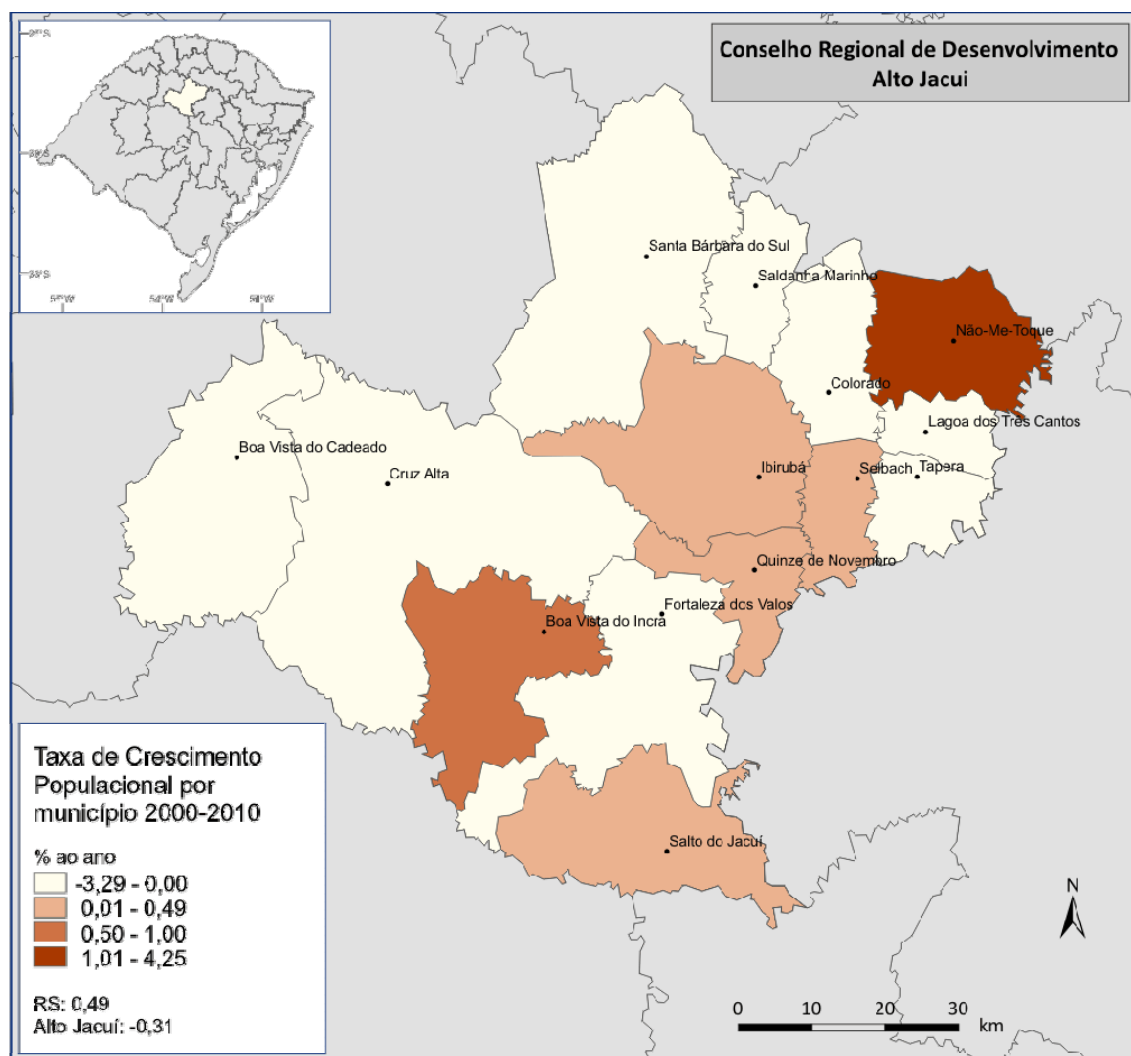 Conselho Regional de Desenvolvimento
Alto Jacui
Santa Bárbara do Sul
Saldanha Marinho
Não-Me-Toque
Colorado
Lagoa dos Três Cantos
Boa Vista do Cadeado
Cruz Alta
Ibirubá
Selbach
Tapera
Quinze de Novembro
Fortaleza dos Valos
Boa Vista do Incra
Salto do Jacuí
Taxa de Crescimento
Populacional por
município 2000-2010
% ao ano
-3,29 - 0,00
0,01 - 0,49
0,50 - 1,00
1,01 - 4,25
RS: 0,49
Alto Jacuí: -0,31
N
0 10 20 30
km